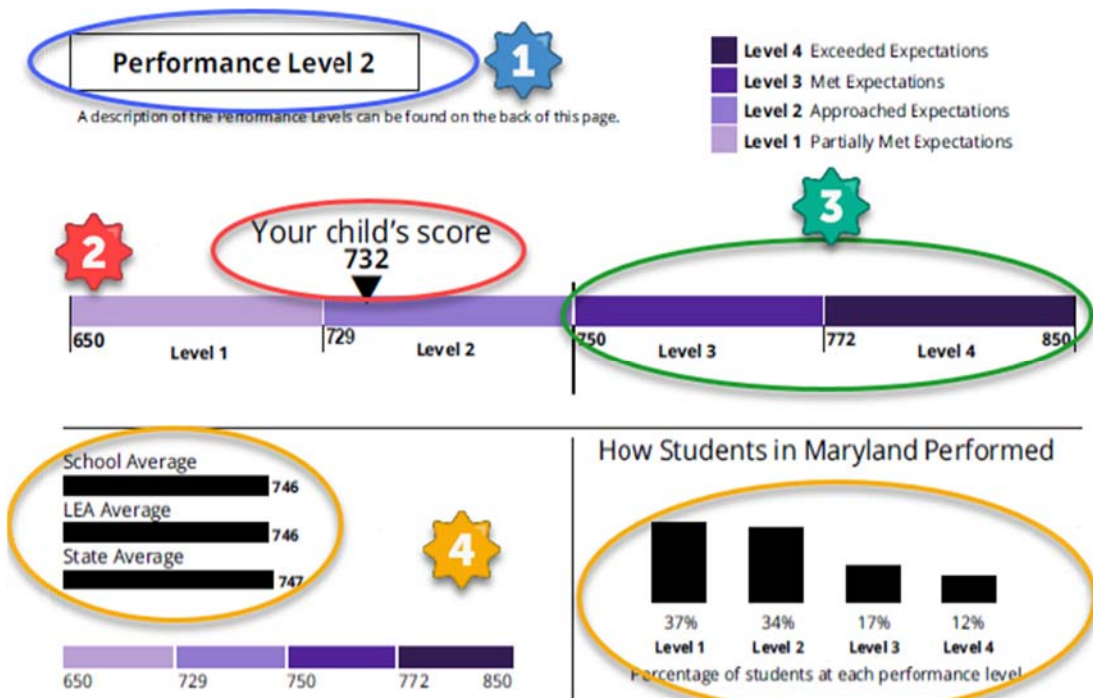 Performance Level 2
1
A description of the Performance Levels can be found on the back of this page.
Level 4 Exceeded Expectations
Level 3 Met Expectations
Level 2 Approached Expectations
Level 1 Partially Met Expectations
2
Your child's score
732
3
650
729
750
772
850
Level 1
Level 2
Level 3
Level 4
School Average
746
LEA Average
746
State Average
747
4
650 729 750 772 850
How Students in Maryland Performed
37% 34% 17% 12%
Level 1 Level 2 Level 3 Level 4
Percentage of students at each performance level